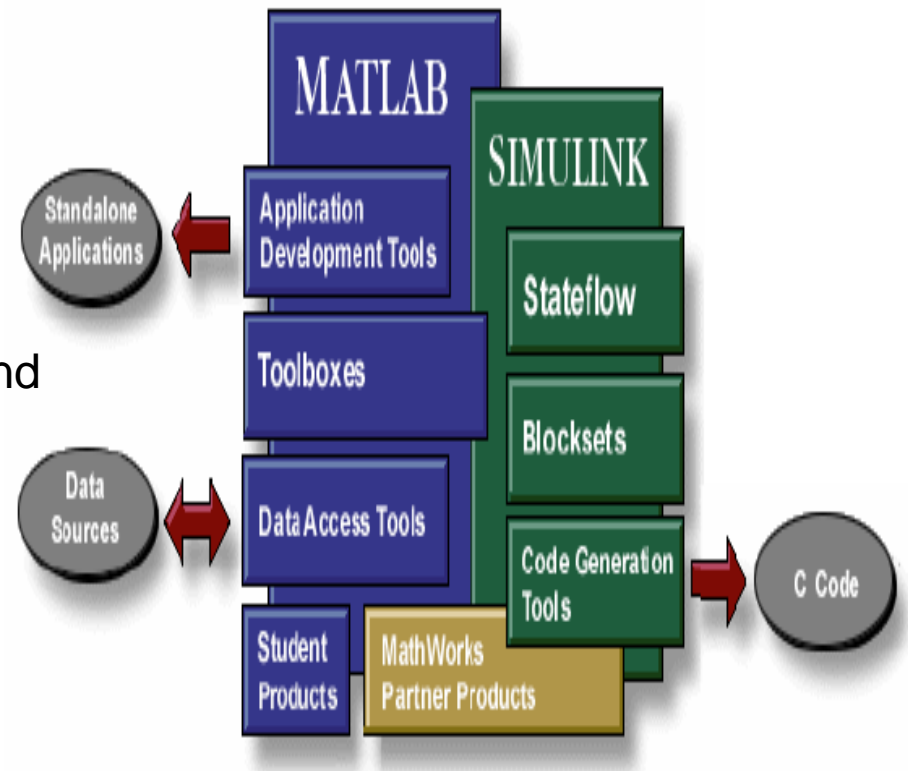 MATLAB
SIMULINK
Standalone
Applications
Application
Development Tools
Stateflow
Toolboxes
nd
Blocksets
Data
Sources
Data Access Tools
Code Generation
Tools
C Code
Student
Products
MathWorks
Partner Products